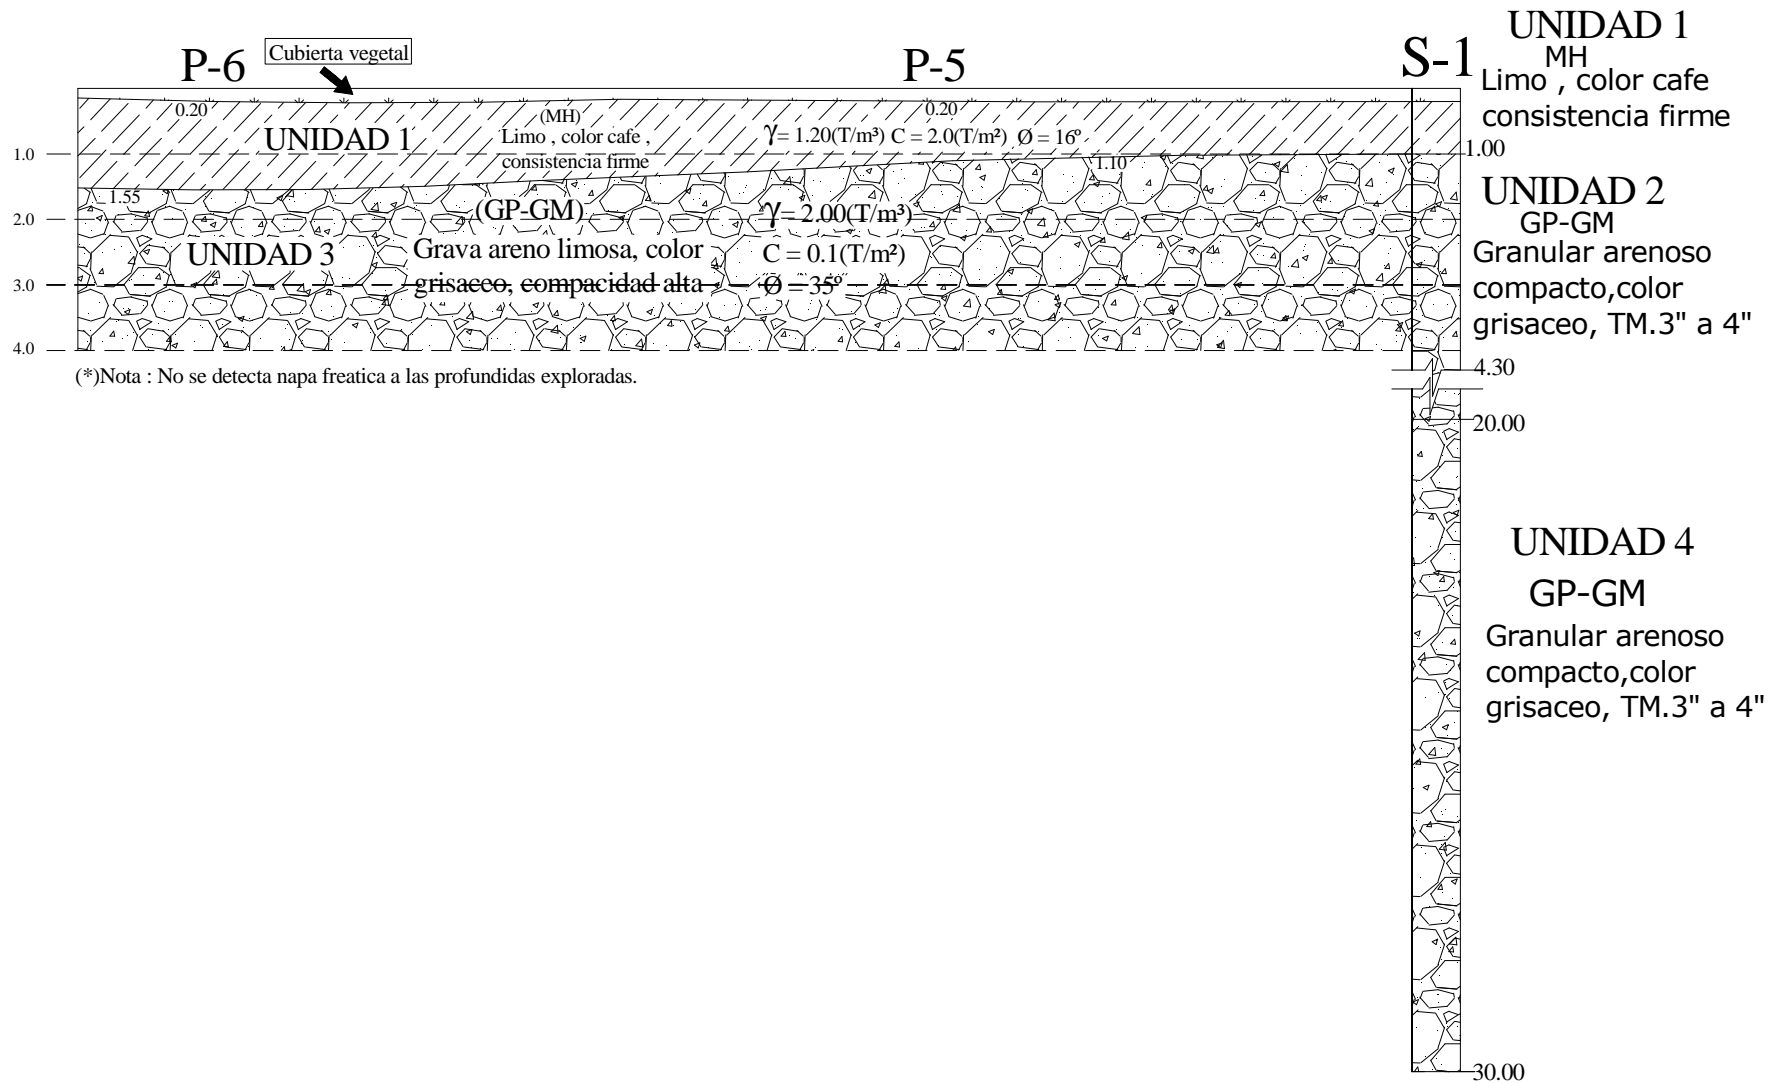 P-6
Cubierta vegetal
P-5
S-1
0.20
0.20
UNIDAD 1
(MH)
Limo , color cafe ,
consistencia firme
γ= 1.20(T/m³) C = 2.0(T/m²) Ø = 16º
1.0
1.10
1.55
2.0
(GP-GM)
γ= 2.00(T/m³)
UNIDAD 3
Grava areno limosa, color
grisaceo, compacidad alta
C = 0.1(T/m²)
Ø = 35º
3.0
4.0
(*)Nota : No se detecta napa freatica a las profundidas exploradas.
UNIDAD 1
MH
Limo , color cafe
consistencia firme
1.00
UNIDAD 2
GP-GM
Granular arenoso
compacto,color
grisaceo, TM.3" a 4"
4.30
20.00
UNIDAD 4
GP-GM
Granular arenoso
compacto,color
grisaceo, TM.3" a 4"
30.00